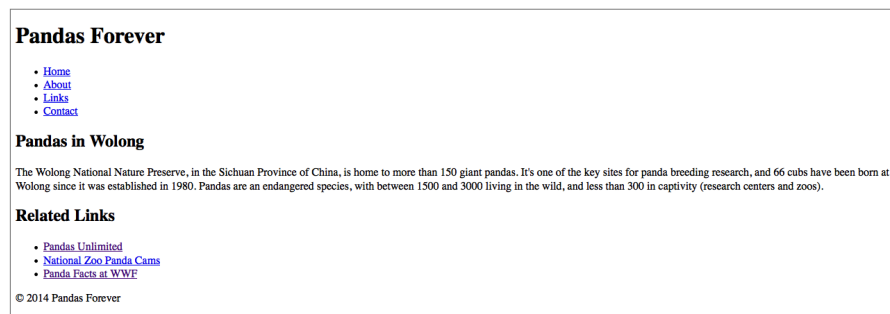 Pandas Forever
Home
About
Links
Contact
Pandas in Wolong
The Wolong National Nature Preserve, in the Sichuan Province of China, is home to more than 150 giant pandas. It's one of the key sites for panda breeding research, and 66 cubs have been born at
Wolong since it was established in 1980. Pandas are an endangered species, with between 1500 and 3000 living in the wild, and less than 300 in captivity (research centers and zoos).
Related Links
Pandas Unlimited
National Zoo Panda Cams
Panda Facts at WWF
© 2014 Pandas Forever